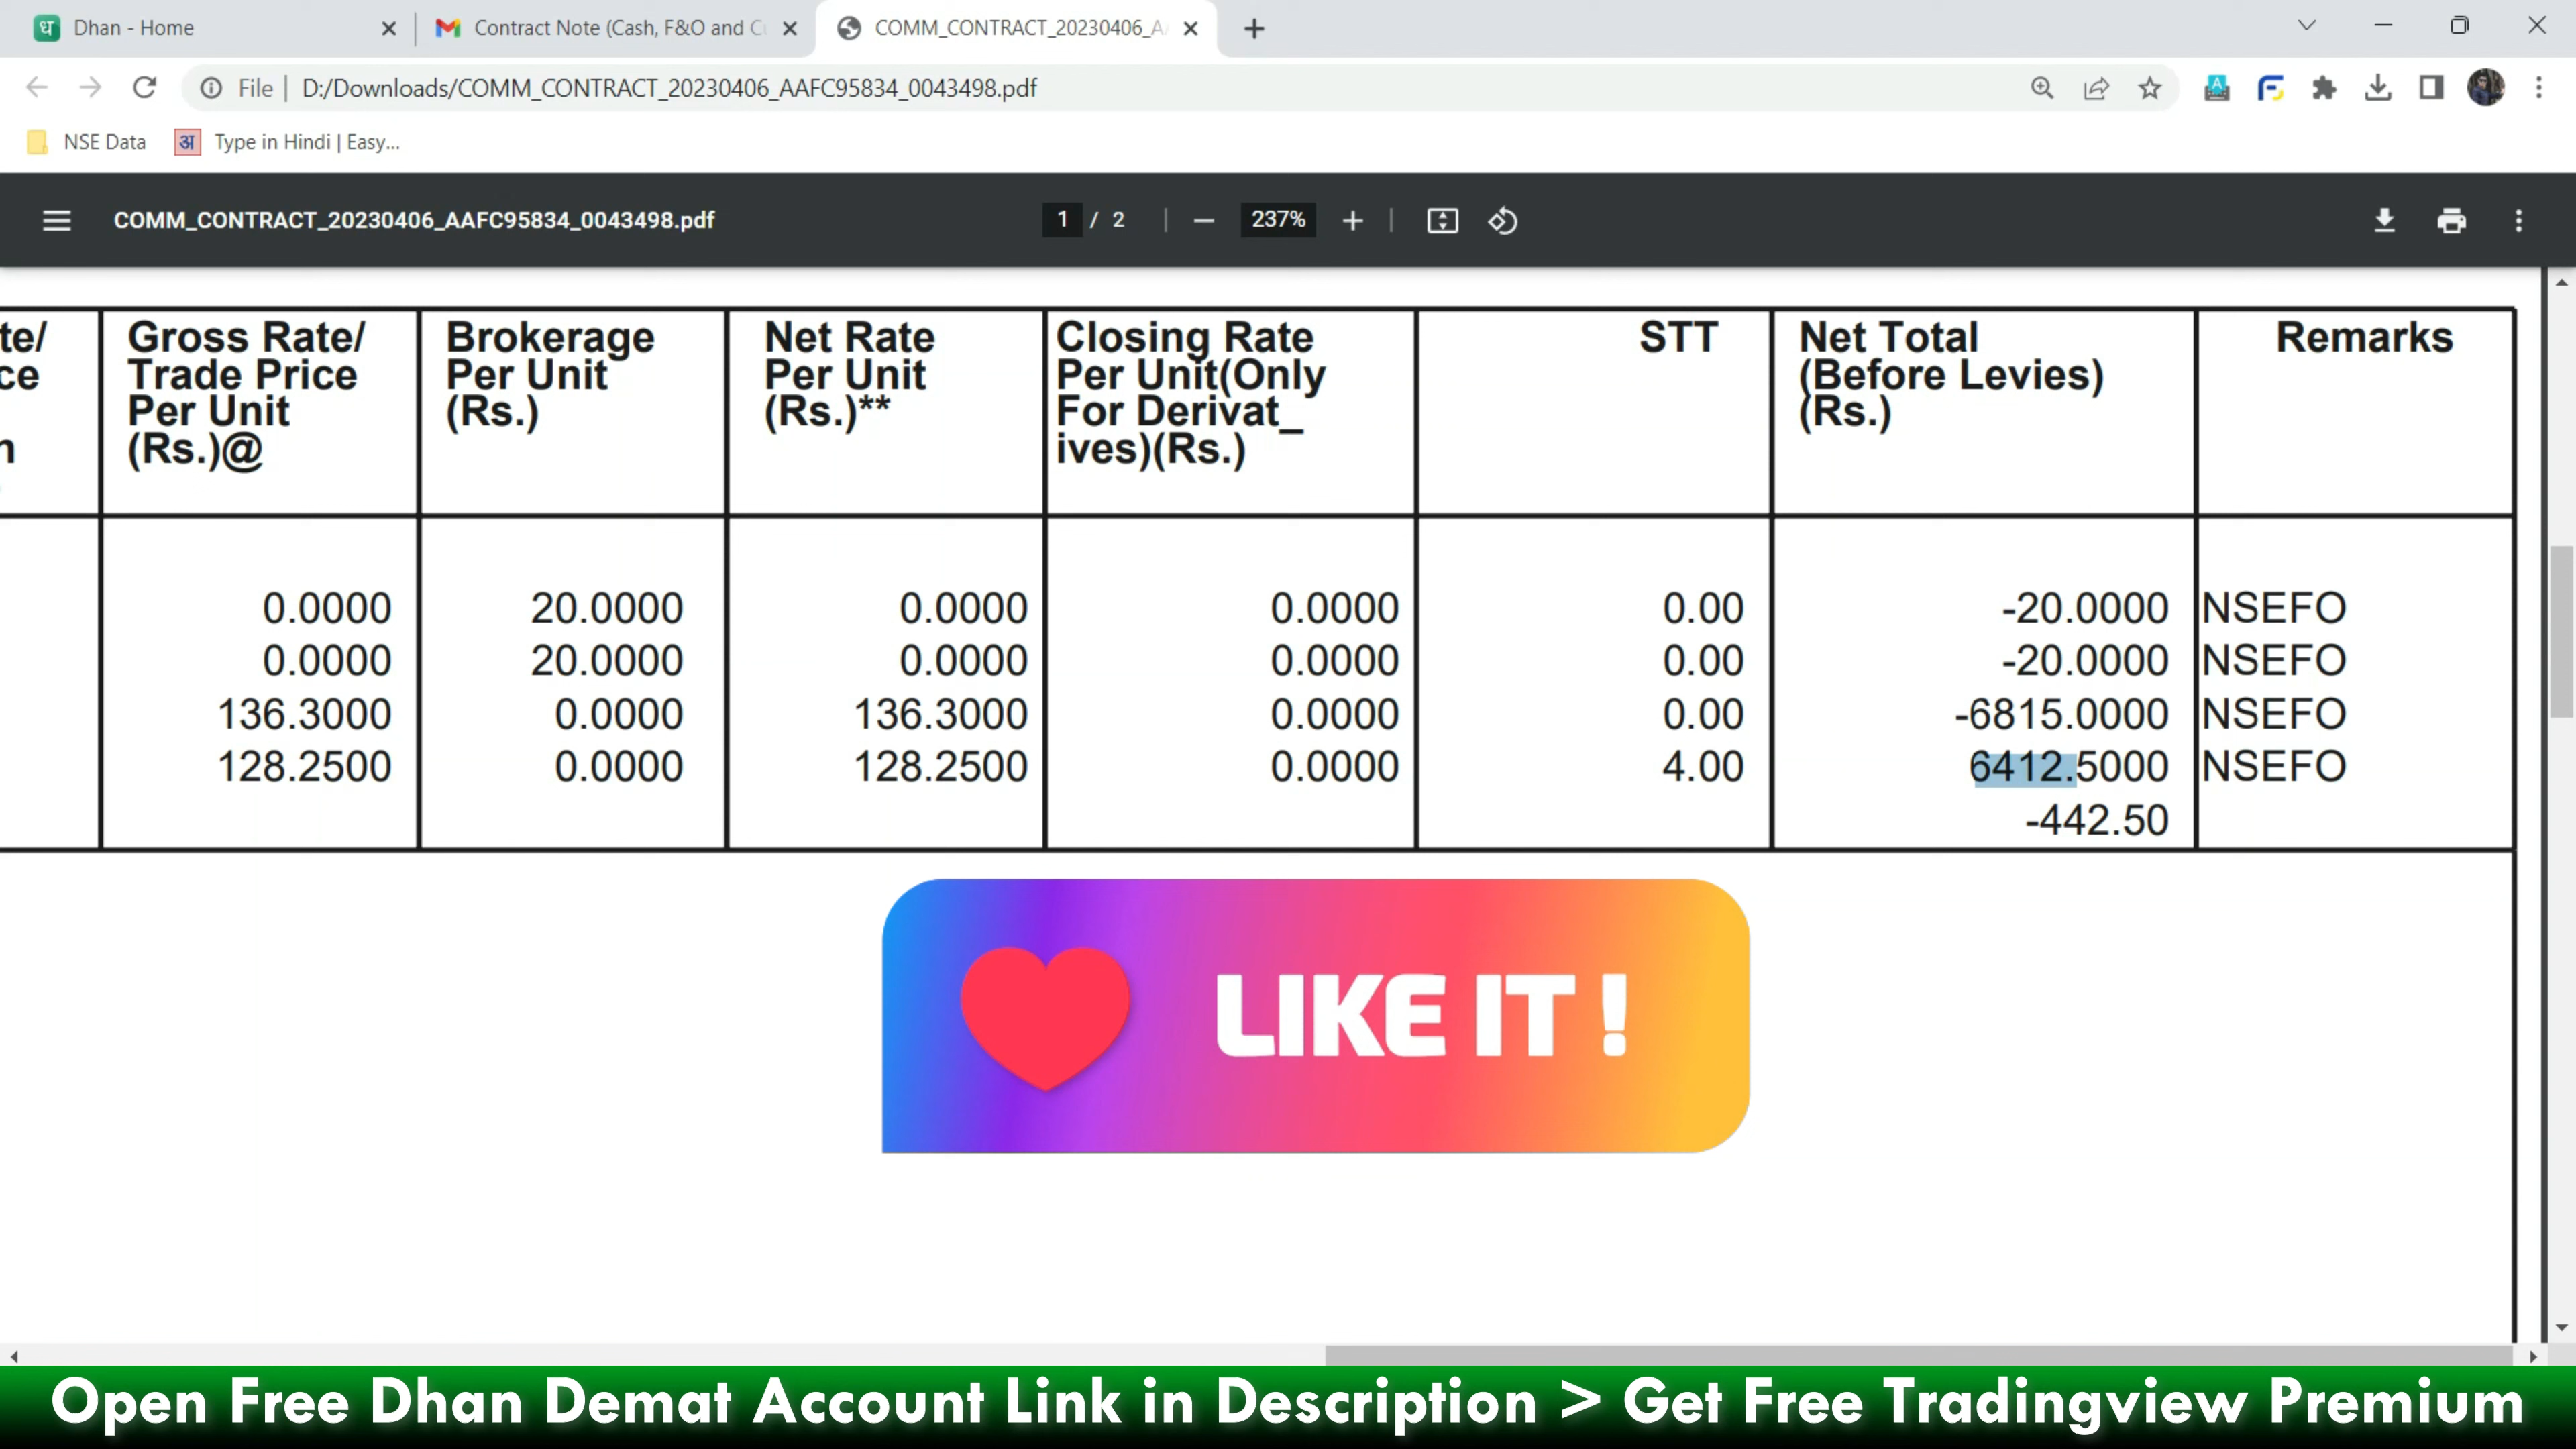 ध Dhan - Home
Contract Note (Cash, F&O and C
COMM_CONTRACT_20230406_A
File | D:/Downloads/COMM_CONTRACT_20230406_AAFC95834_0043498.pdf
NSE Data
अ Type in Hindi | Easy...
COMM_CONTRACT_20230406_AAFC95834_0043498.pdf
1 / 2
237%
te/
ce
n
Gross Rate/
Trade Price
Per Unit
(Rs.)@
Brokerage
Per Unit
(Rs.)
Net Rate
Per Unit
(Rs.)**
Closing Rate
Per Unit(Only
For Derivat_
ives)(Rs.)
STT
Net Total
(Before Levies)
(Rs.)
Remarks
0.0000 20.0000 0.0000 0.0000 0.00 -20.0000 NSEFO
0.0000 20.0000 0.0000 0.0000 0.00 -20.0000 NSEFO
136.3000 0.0000 136.3000 0.0000 0.00 -6815.0000 NSEFO
128.2500 0.0000 128.2500 0.0000 4.00 6412.5000 NSEFO
-442.50
LIKE IT !
Open Free Dhan Demat Account Link in Description > Get Free Tradingview Premium